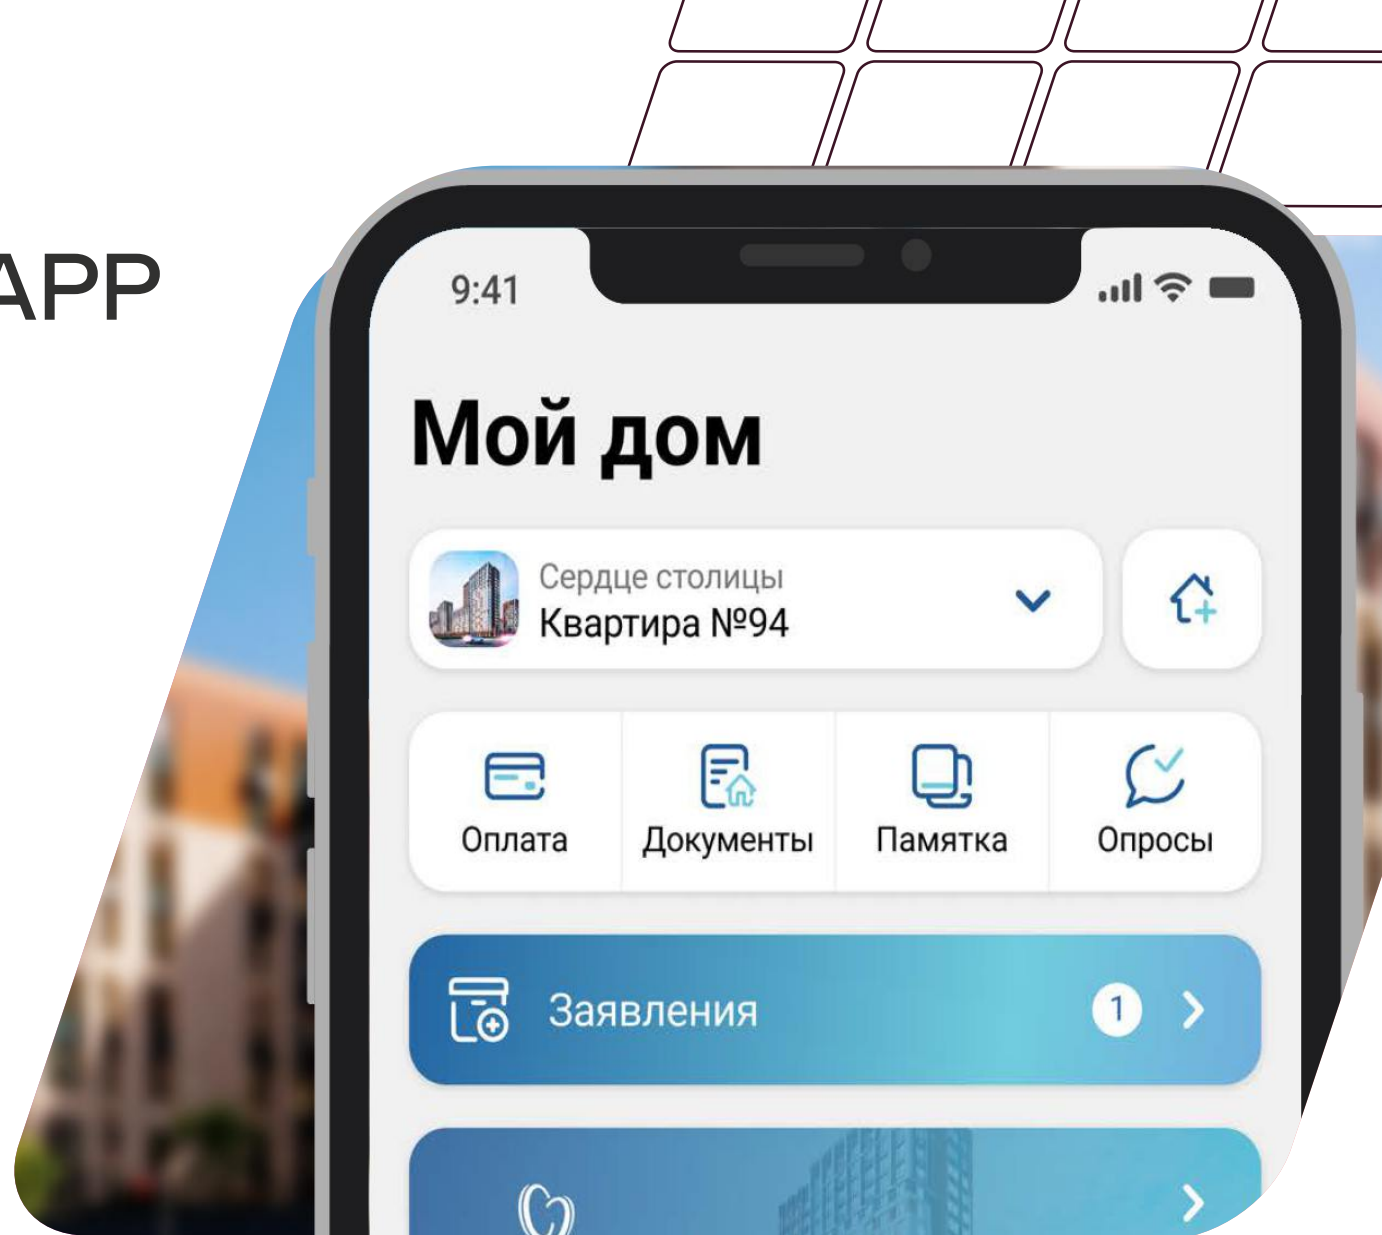 APP
9:41
Мой дом
Сердце столицы
Квартира №94
Оплата
Документы
Памятка
Опросы
Заявления
1